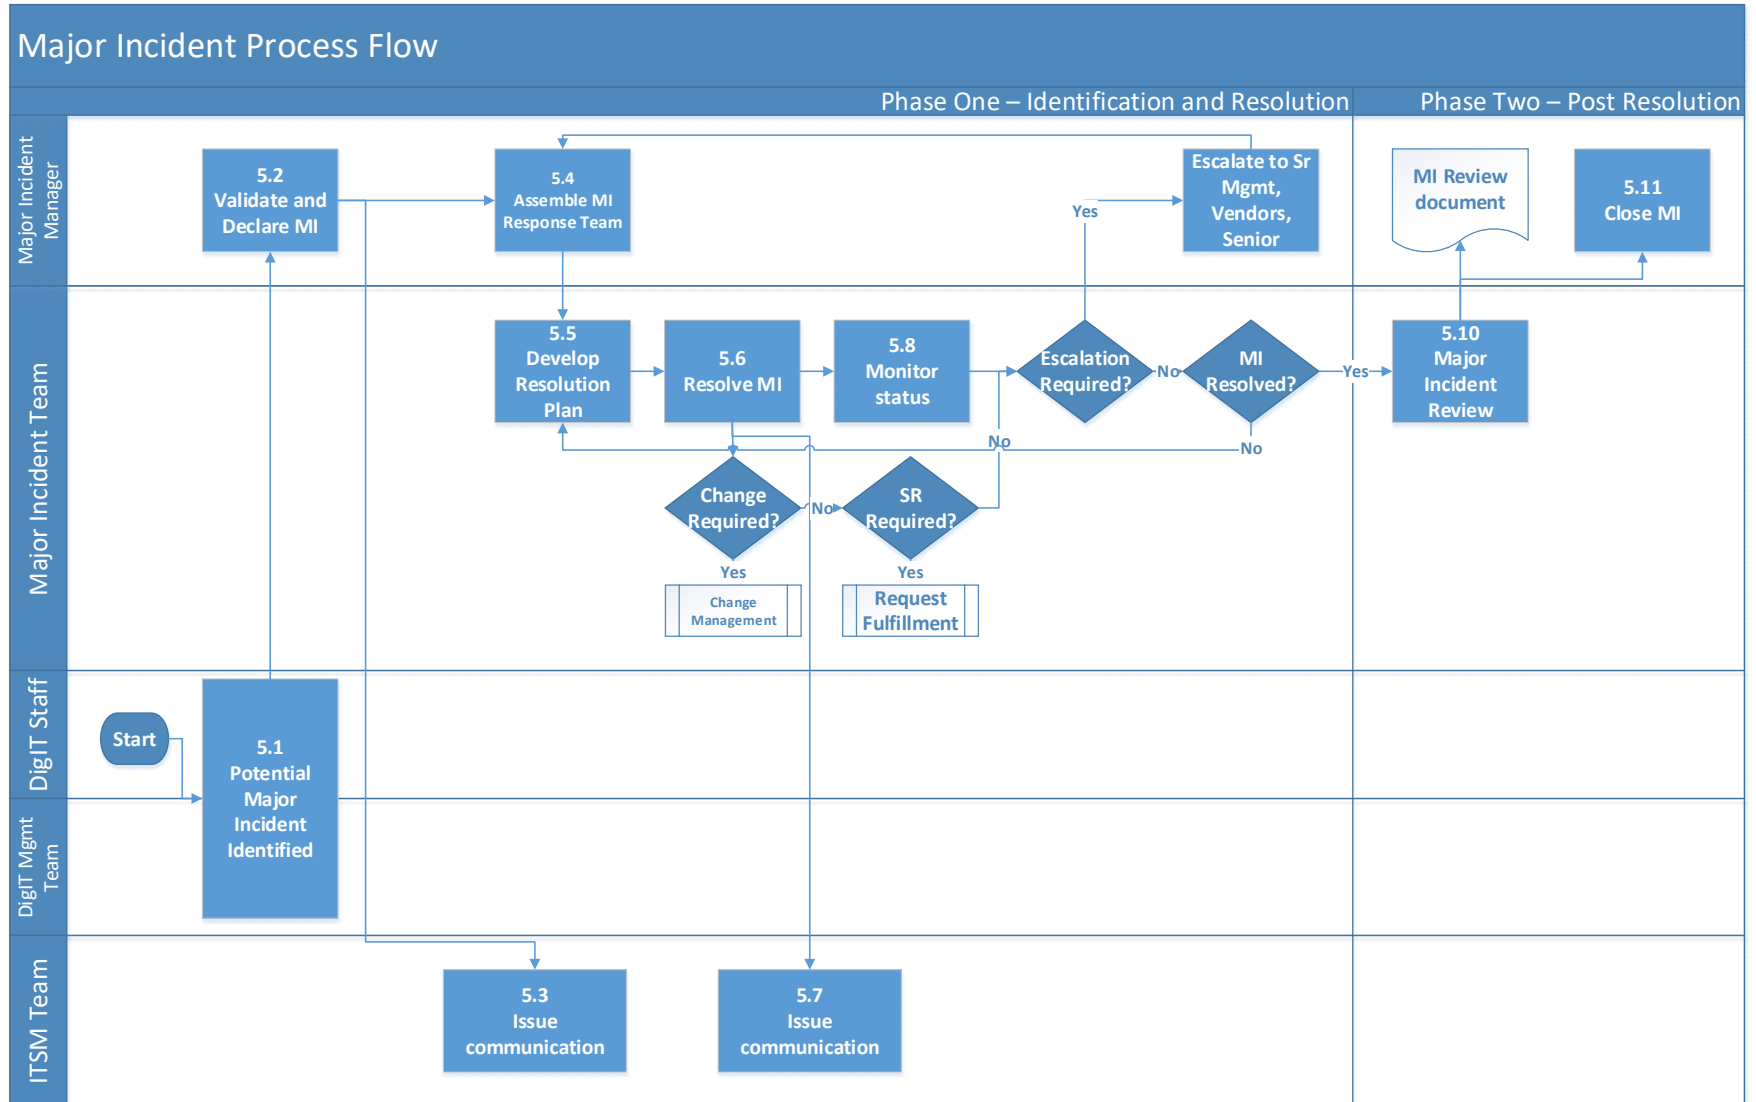 Major Incident Process Flow
Phase One – Identification and Resolution
Phase Two – Post Resolution
Major Incident
Manager
5.2
Validate and
Declare MI
5.4
Assemble MI
Response Team
Yes
Escalate to Sr
Mgmt,
Vendors,
Senior
MI Review
document
5.11
Close MI
Major Incident Team
5.5
Develop
Resolution
Plan
5.6
Resolve MI
5.8
Monitor
status
Escalation
Required?
No
MI
Resolved?
Yes
5.10
Major
Incident
Review
No
No
Change
Required?
No
SR
Required?
Yes
Yes
Change
Management
Request
Fulfillment
DigIT Staff
Start
5.1
Potential
Major
Incident
Identified
DigIT Mgmt
Team
ITSM Team
5.3
Issue
communication
5.7
Issue
communication